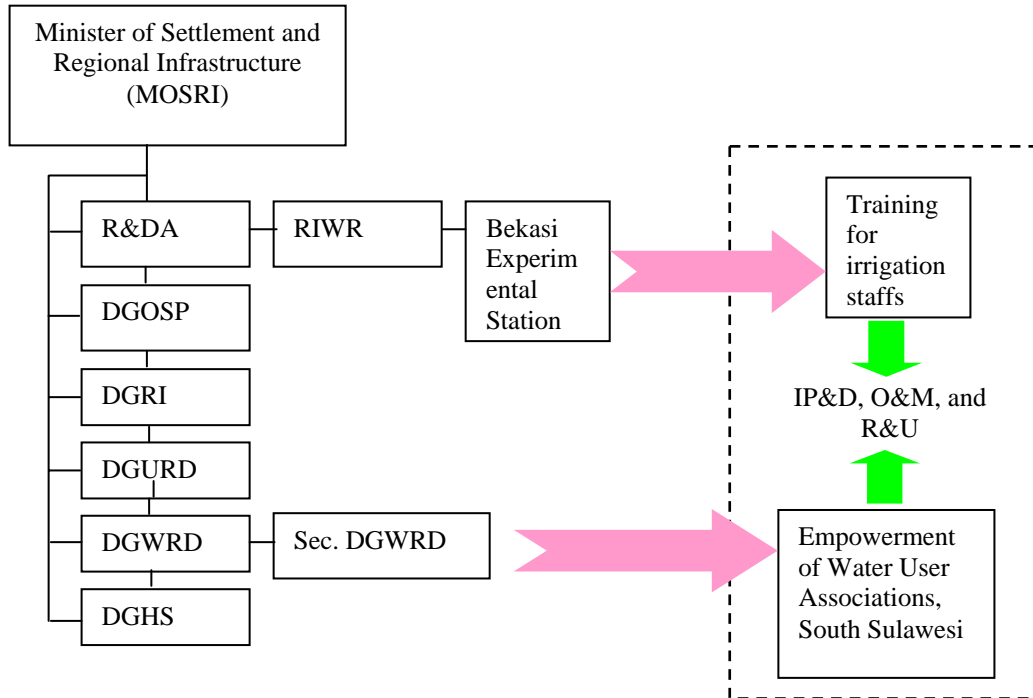 Minister of Settlement and
Regional Infrastructure
(MOSRI)
R&DA
RIWR
Bekasi
Experim
ental
Station
Training
for
irrigation
staffs
DGOSP
DGRI
IP&D, O&M, and
R&U
DGURD
DGWRD
Sec. DGWRD
Empowerment
of Water User
Associations,
South Sulawesi
DGHS